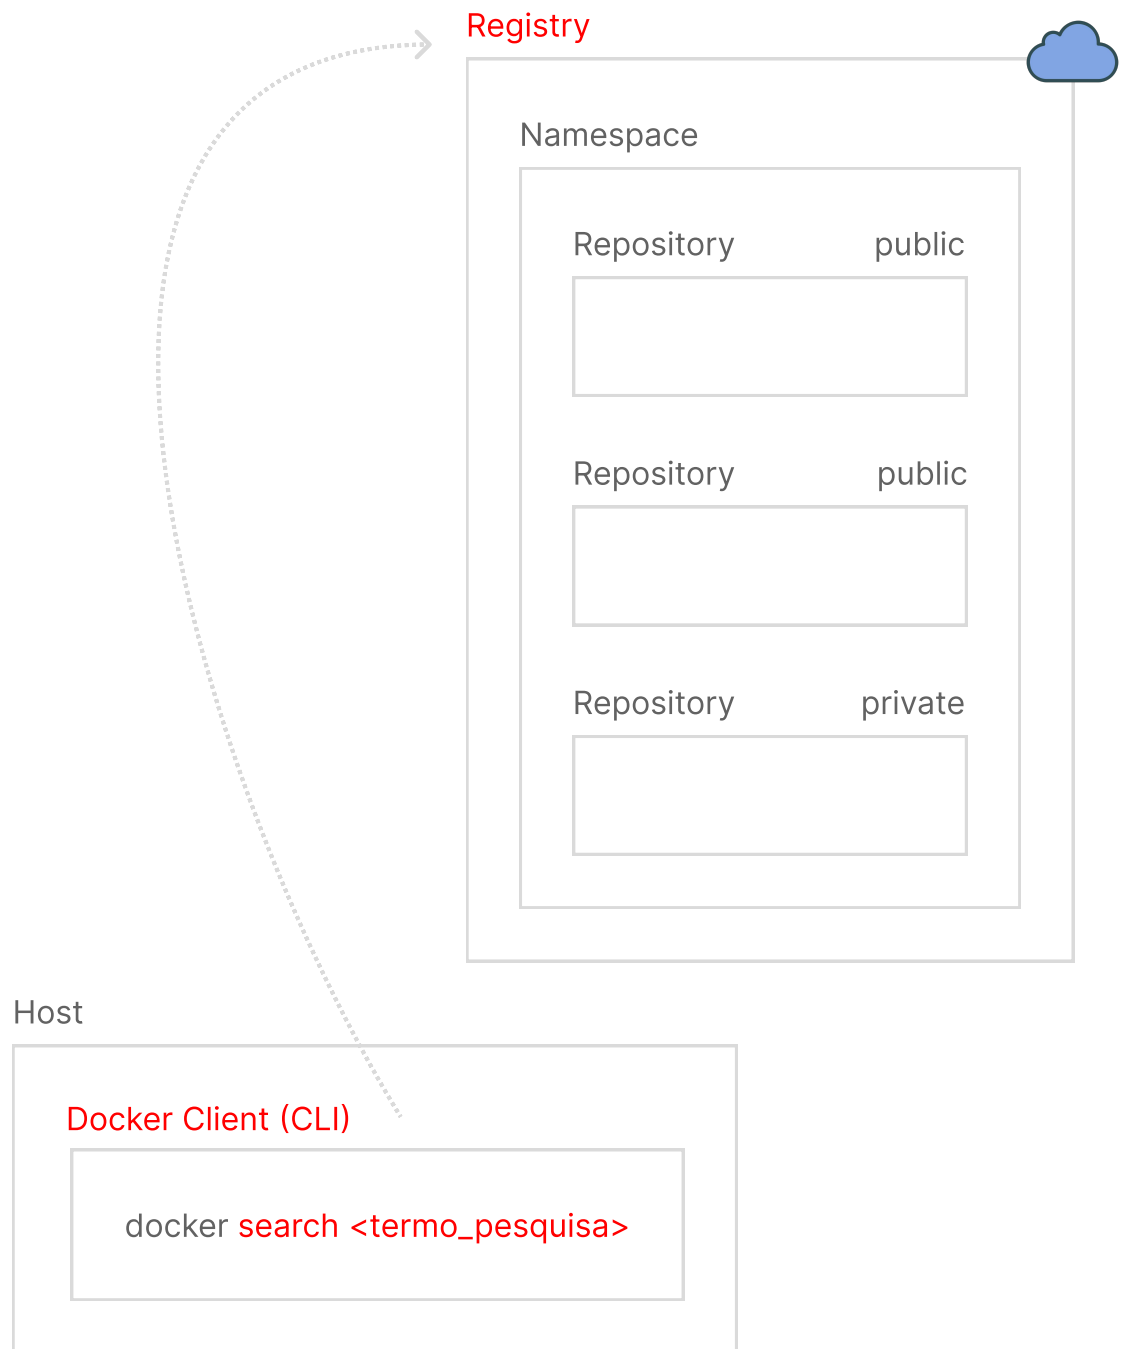 Registry
Namespace
Repository public
Repository public
Repository private
Host
Docker Client (CLI)
docker search <termo_pesquisa>